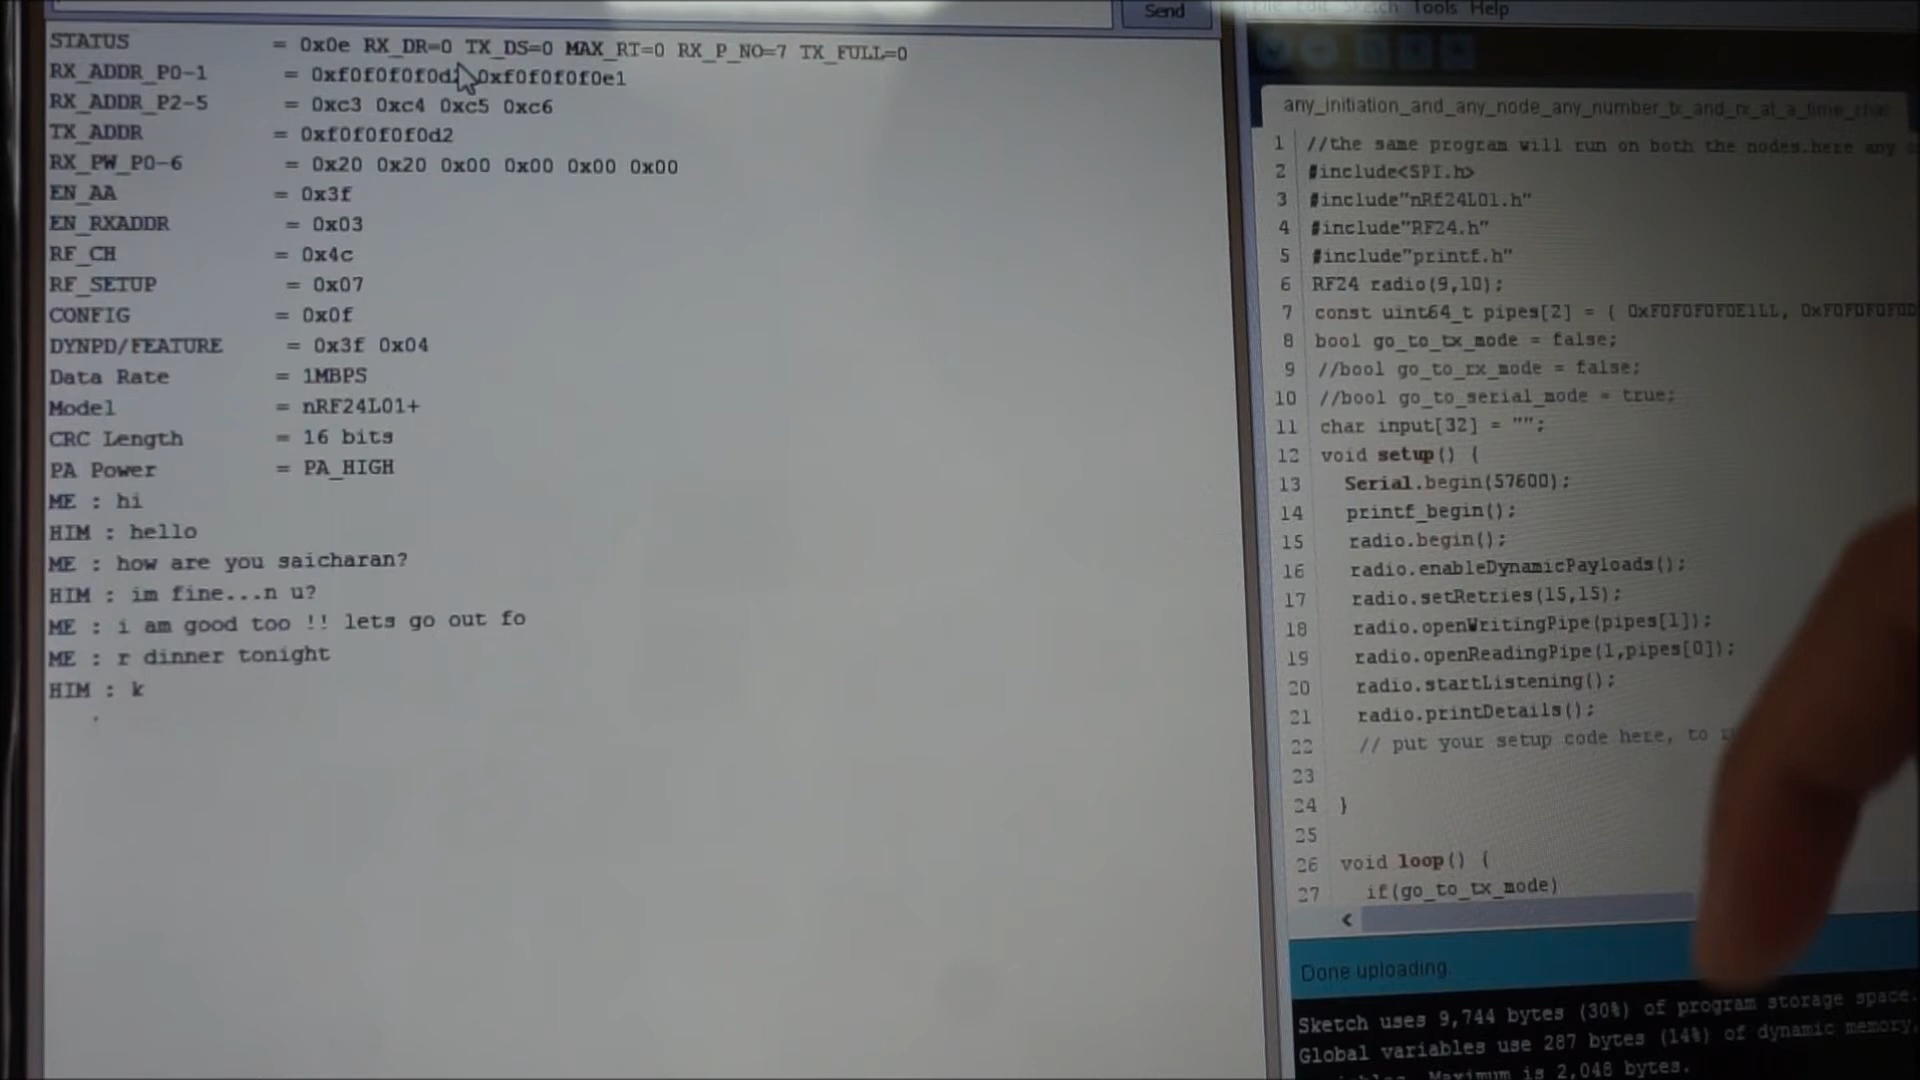 Send
STATUS = 0x0e RX_DR=0 TX_DS=0 MAX_RT=0 RX_P_NO=7 TX_FULL=0
RX_ADDR_P0-1 = 0xf0f0f0f0d 0xf0f0f0f0e1
RX_ADDR_P2-5 = 0xc3 0xc4 0xc5 0xc6
TX_ADDR = 0xf0f0f0f0d2
RX_PW_P0-6 = 0x20 0x20 0x00 0x00 0x00 0x00
EN_AA = 0x3f
EN_RXADDR = 0x03
RF_CH = 0x4c
RF_SETUP = 0x07
CONFIG = 0x0f
DYNPD/FEATURE = 0x3f 0x04
Data Rate = 1MBPS
Model = nRF24L01+
CRC Length = 16 bits
PA Power = PA_HIGH
ME : hi
HIM : hello
ME : how are you saicharan?
HIM : im fine...n u?
ME : i am good too !! lets go out fo
ME : r dinner tonight
HIM : k
File Edit Sketch Tools Help
any_initiation_and_any_node_any_number_tx_and_rx_at_a_time_cha
1 //the same program will run on both the nodes.here any
2 #include<SPI.h>
3 #include"nRf24L01.h"
4 #include"RF24.h"
5 #include"printf.h"
6 RF24 radio(9,10);
7 const uint64_t pipes[2] = { 0xF0F0F0F0E1LL, 0xF0F0F0F0D
8 bool go_to_tx_mode = false;
9 //bool go_to_rx_mode = false;
10 //bool go_to_serial_mode = true;
11 char input[32] = "";
12 void setup() {
13 Serial.begin(57600);
14 printf_begin();
15 radio.begin();
16 radio.enableDynamicPayloads();
17 radio.setRetries(15,15);
18 radio.openWritingPipe(pipes[1]);
19 radio.openReadingPipe(1,pipes[0]);
20 radio.startListening();
21 radio.printDetails();
22 // put your setup code here, to
23
24 }
25
26 void loop() {
27 if(go_to_tx_mode)
Done uploading.
Sketch uses 9,744 bytes (30%) of program storage space.
Global variables use 287 bytes (14%) of dynamic memory,
variables. Maximum is 2,048 bytes.